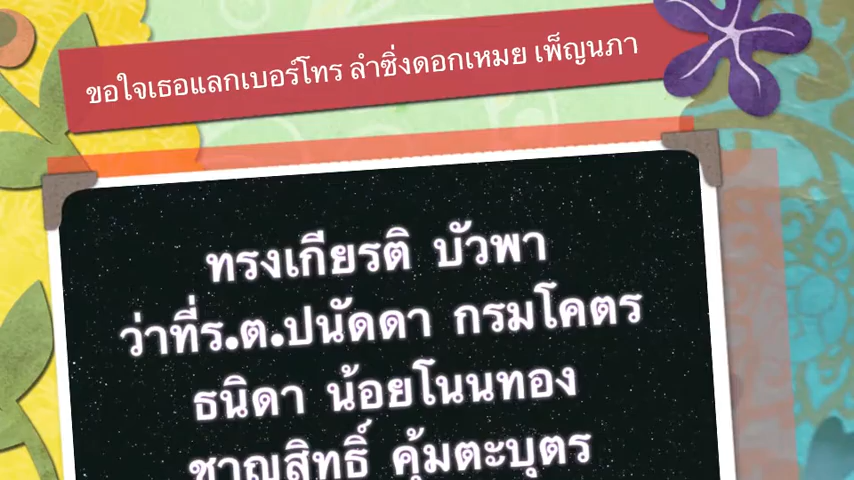 ขอใจเธอแลกเบอร์โทร ลำซิ่งดอกเหมย เพ็ญนภา
ทรงเกียรติ บัวพา
ว่าที่ร.ต.ปนัดดา กรมโคตร
ธนิดา น้อยโนนทอง
ชาญสิทธิ์ คุ้มตะบุตร